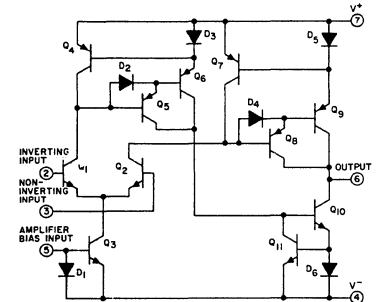 V+
7
Q4
D3
D5
Q7
Q6
D2
Q5
D4
Q9
Q8
INVERTING
INPUT
2
Q1
Q2
OUTPUT
6
NON-
INVERTING
INPUT
3
Q10
AMPLIFIER
BIAS INPUT
5
Q3
Q11
D1
D6
V-
4